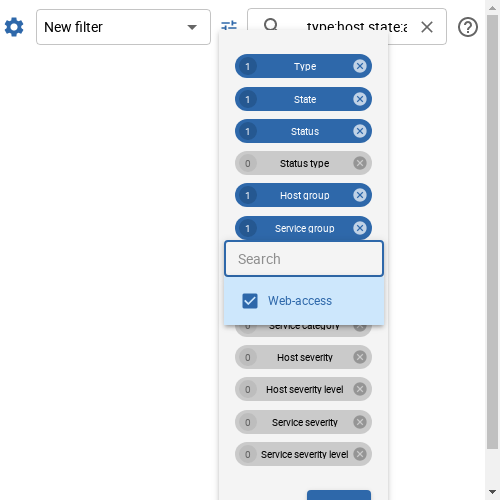 New filter
type:host state:a
1 Type
1 State
1 Status
0 Status type
1 Host group
1 Service group
Search
Web-access
0 Service category
0 Host severity
0 Host severity level
0 Service severity
0 Service severity level